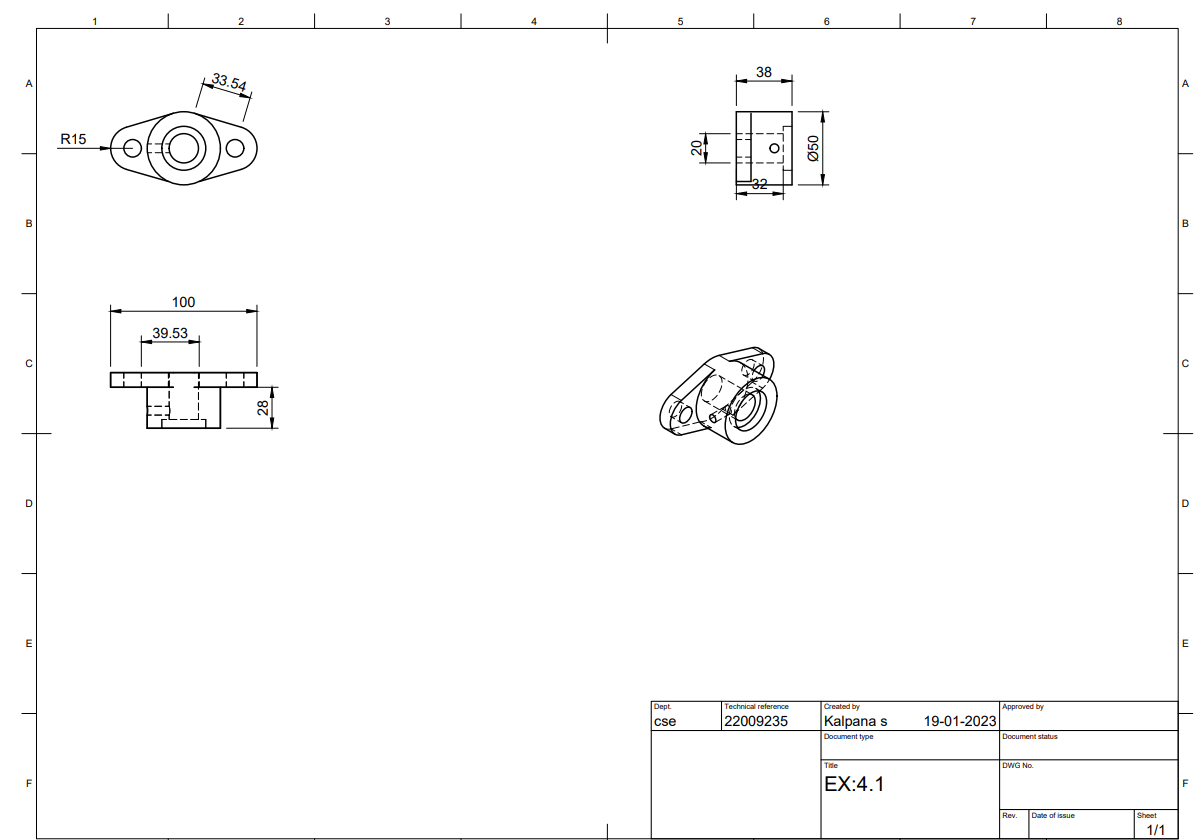 1 2 3 4 5 6 7 8
A A
33.54
38
R15
20
Ø50
32
B B
100
39.53
C C
28
D D
E E
Dept. Technical reference Created by Approved by
cse 22009235 Kalpana s 19-01-2023
Document type Document status
Title DWG No.
EX:4.1
F F
Rev. Date of issue Sheet
1/1